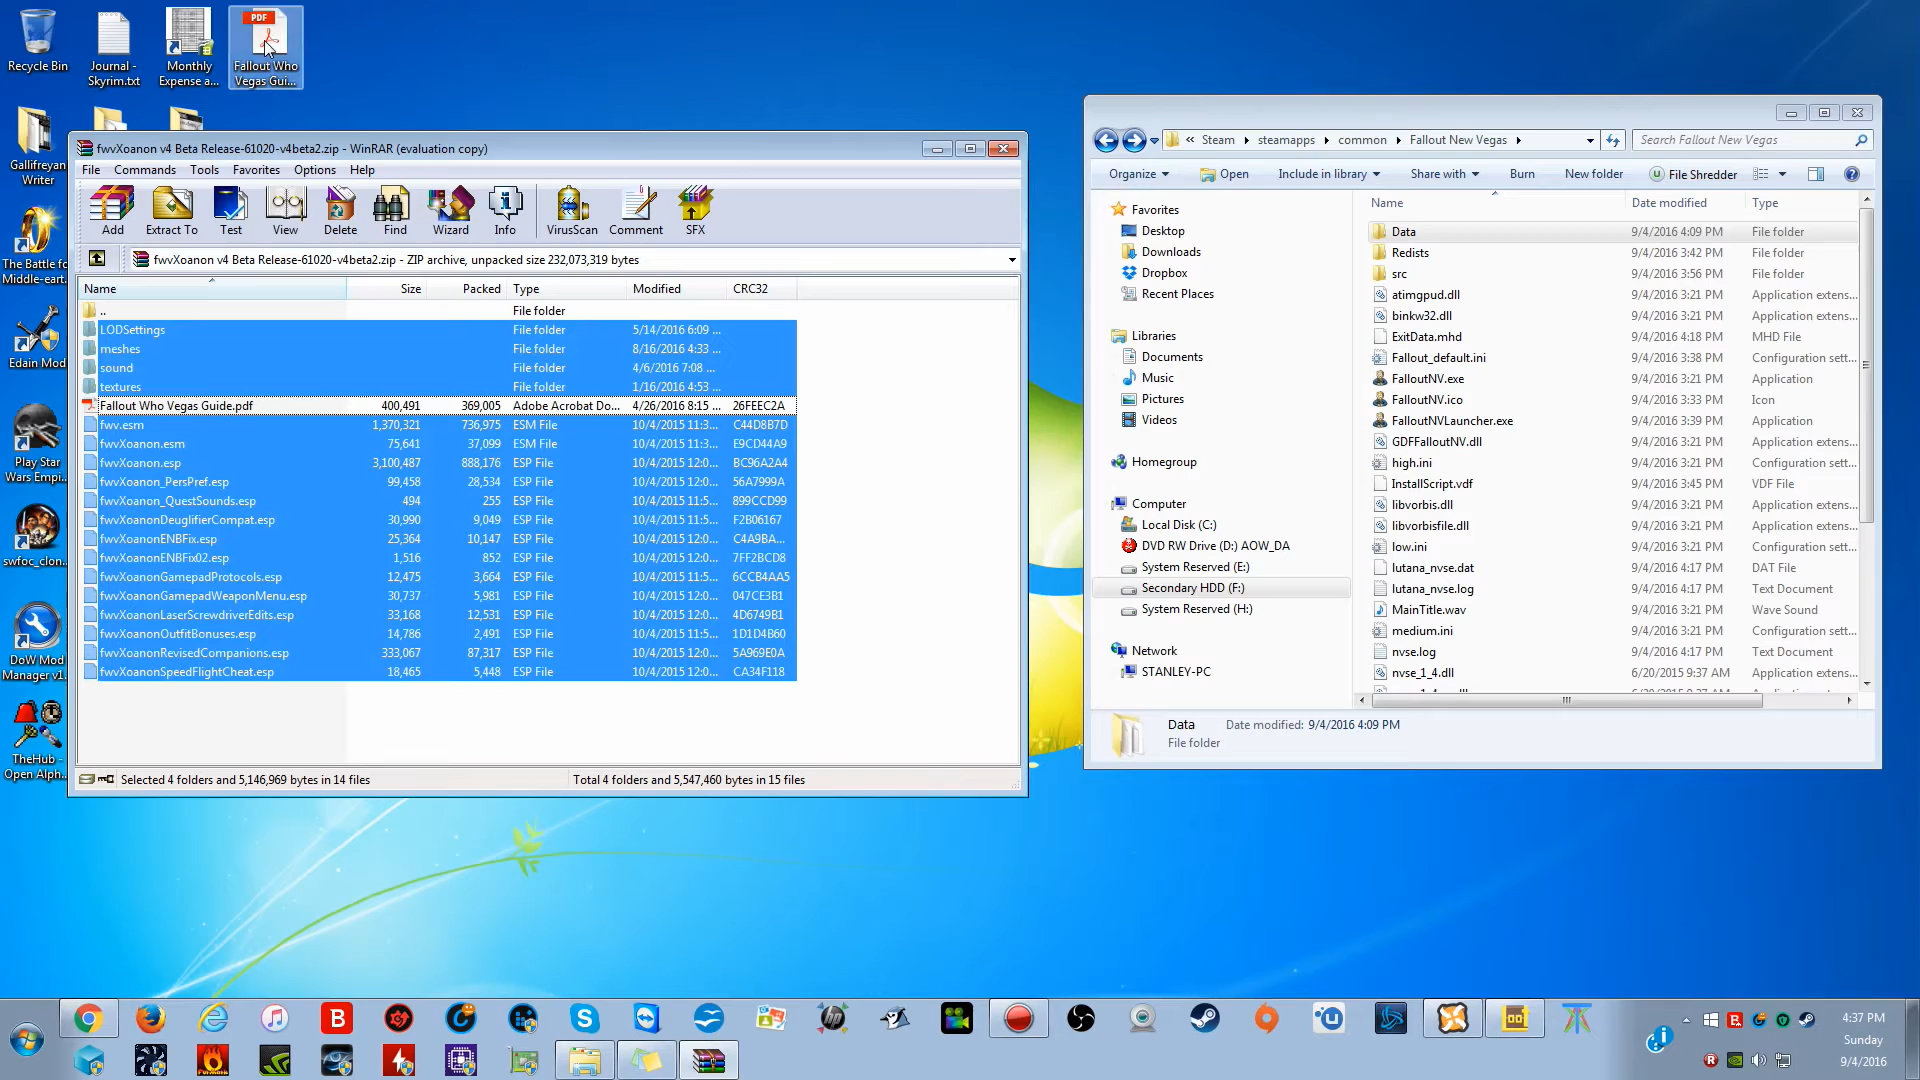 Recycle Bin
Journal -
Skyrim.txt
Monthly
Expense a...
PDF
Fallout Who
Vegas Gui...
Gallifreyan
Writer
The Battle fo
Middle-eart.
Edain Mod
Play Star
Wars Empi...
swfoc_clon...
DoW Mod
Manager v1.
TheHub -
Open Alph...
fwvXoanon v4 Beta Release-61020-v4beta2.zip - WinRAR (evaluation copy)
File Commands Tools Favorites Options Help
Add Extract To Test View Delete Find Wizard Info VirusScan Comment SFX
fwvXoanon v4 Beta Release-61020-v4beta2.zip - ZIP archive, unpacked size 232,073,319 bytes
Name Size Packed Type Modified CRC32
.. File folder
LODSettings File folder 5/14/2016 6:09 ...
meshes File folder 8/16/2016 4:33 ...
sound File folder 4/6/2016 7:08 ...
textures File folder 1/16/2016 4:53 ...
Fallout Who Vegas Guide.pdf 400,491 369,005 Adobe Acrobat Do... 4/26/2016 8:15 ... 26FEEC2A
fwv.esm 1,370,321 736,975 ESM File 10/4/2015 11:3... C44D8B7D
fwvXoanon.esm 75,641 37,099 ESM File 10/4/2015 11:3... E9CD44A9
fwvXoanon.esp 3,100,487 888,176 ESP File 10/4/2015 12:0... BC96A2A4
fwvXoanon_PersPref.esp 99,458 28,534 ESP File 10/4/2015 12:0... 56A7999A
fwvXoanon_QuestSounds.esp 494 255 ESP File 10/4/2015 11:5... 899CCD99
fwvXoanonDeuglifierCompat.esp 30,990 9,049 ESP File 10/4/2015 11:5... F2B06167
fwvXoanonENBFix.esp 25,364 10,147 ESP File 10/4/2015 12:0... C4A9BA...
fwvXoanonENBFix02.esp 1,516 852 ESP File 10/4/2015 12:0... 7FF2BCD8
fwvXoanonGamepadProtocols.esp 12,475 3,664 ESP File 10/4/2015 11:5... 6CCB4AA5
fwvXoanonGamepadWeaponMenu.esp 30,737 5,981 ESP File 10/4/2015 12:0... 047CE3B1
fwvXoanonLaserScrewdriverEdits.esp 33,168 12,531 ESP File 10/4/2015 12:0... 4D6749B1
fwvXoanonOutfitBonuses.esp 14,786 2,491 ESP File 10/4/2015 11:5... 1D1D4B60
fwvXoanonRevisedCompanions.esp 333,067 87,317 ESP File 10/4/2015 12:0... 5A969E0A
fwvXoanonSpeedFlightCheat.esp 18,465 5,448 ESP File 10/4/2015 12:0... CA34F118
Selected 4 folders and 5,146,969 bytes in 14 files Total 4 folders and 5,547,460 bytes in 15 files
« Steam steamapps common Fallout New Vegas Search Fallout New Vegas
Organize Open Include in library Share with Burn New folder File Shredder
Favorites
Desktop
Downloads
Dropbox
Recent Places
Libraries
Documents
Music
Pictures
Videos
Homegroup
Computer
Local Disk (C:)
DVD RW Drive (D:) AOW_DA
System Reserved (E:)
Secondary HDD (F:)
System Reserved (H:)
Network
STANLEY-PC
Name Date modified Type
Data 9/4/2016 4:09 PM File folder
Redists 9/4/2016 3:42 PM File folder
src 9/4/2016 3:56 PM File folder
atimgpud.dll 9/4/2016 3:21 PM Application extens...
binkw32.dll 9/4/2016 3:21 PM Application extens...
ExitData.mhd 9/4/2016 4:18 PM MHD File
Fallout_default.ini 9/4/2016 3:38 PM Configuration sett...
FalloutNV.exe 9/4/2016 3:21 PM Application
FalloutNV.ico 9/4/2016 3:21 PM Icon
FalloutNVLauncher.exe 9/4/2016 3:21 PM Application
GDFFalloutNV.dll 9/4/2016 3:21 PM Application extens...
high.ini 9/4/2016 3:21 PM Configuration sett...
InstallScript.vdf 9/4/2016 3:45 PM VDF File
libvorbis.dll 9/4/2016 3:21 PM Application extens...
libvorbisfile.dll 9/4/2016 3:21 PM Application extens...
low.ini 9/4/2016 3:21 PM Configuration sett...
lutana_nvse.dat 9/4/2016 4:17 PM DAT File
lutana_nvse.log 9/4/2016 4:17 PM Text Document
MainTitle.wav 9/4/2016 3:21 PM Wave Sound
medium.ini 9/4/2016 3:21 PM Configuration sett...
nvse.log 9/4/2016 4:17 PM Text Document
nvse_1_4.dll 6/20/2015 9:37 AM Application extens...
Data Date modified: 9/4/2016 4:09 PM
File folder
4:37 PM
Sunday
9/4/2016